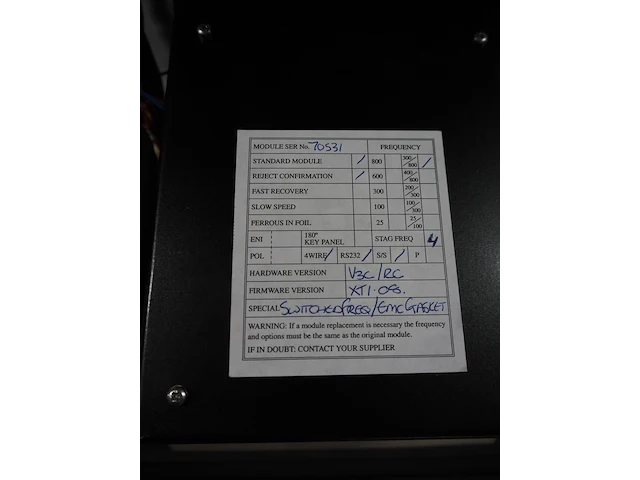 MODULE SER No. 70531 FREQUENCY
STANDARD MODULE / 800 300/800 /
REJECT CONFIRMATION / 600 400/800
FAST RECOVERY 300 200/300
SLOW SPEED 100 100/300
FERROUS IN FOIL 25 25/100
ENI 180° KEY PANEL STAG FREQ 4
POL 4WIRE / RS232 / S/S / P
HARDWARE VERSION V3C/RC
FIRMWARE VERSION XT1.08s.
SPECIAL SWITCHED FREQ/EMC GASKET
WARNING: If a module replacement is necessary the frequency
and options must be the same as the original module.
IF IN DOUBT: CONTACT YOUR SUPPLIER